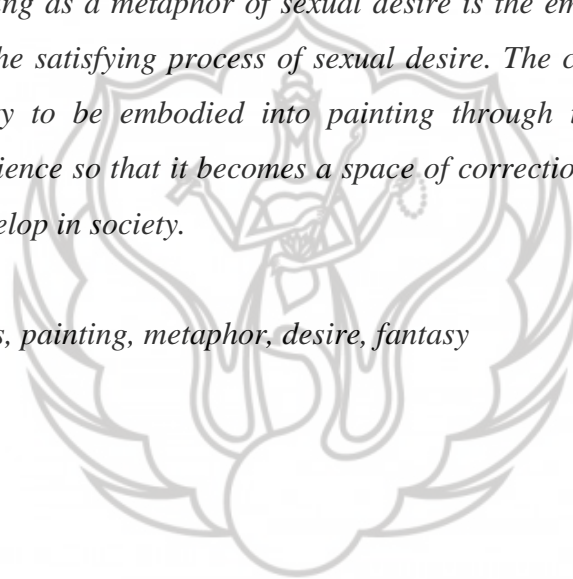 ng as a metaphor of sexual desire is the em
he satisfying process of sexual desire. The c
y to be embodied into painting through
ience so that it becomes a space of correctio
elop in society.
s, painting, metaphor, desire, fantasy